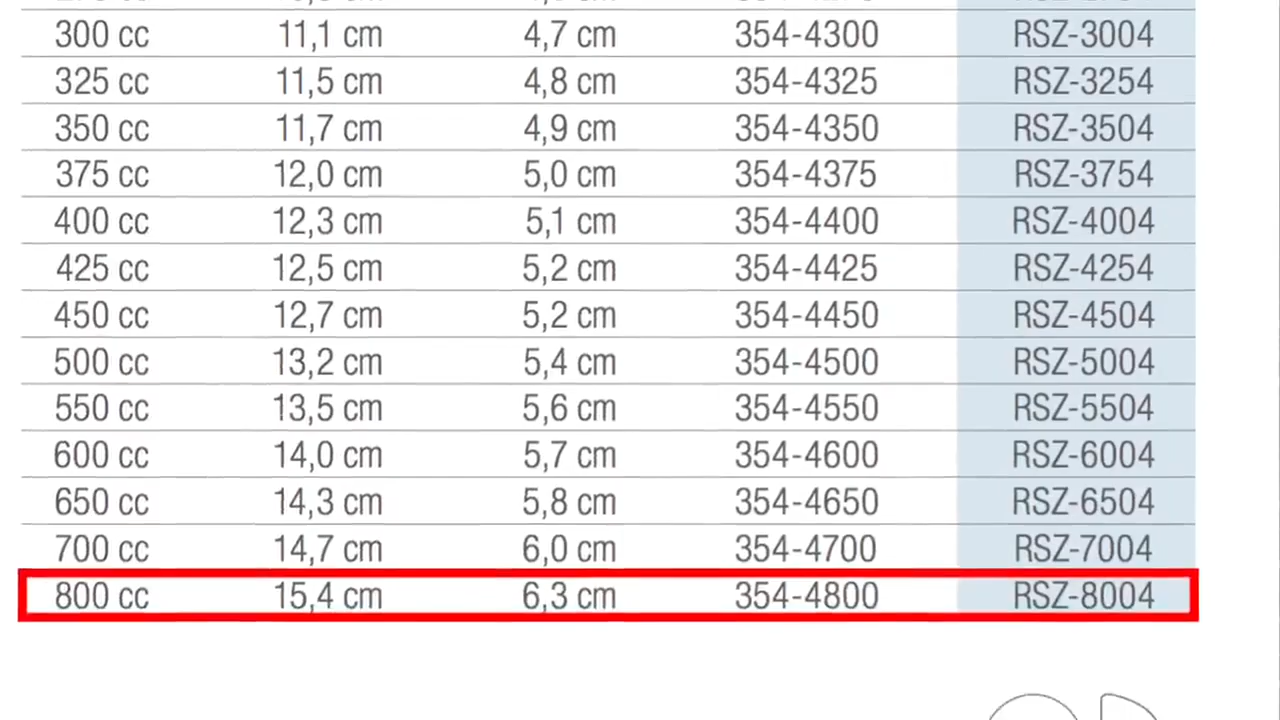 300 cc 11,1 cm 4,7 cm 354-4300 RSZ-3004
325 cc 11,5 cm 4,8 cm 354-4325 RSZ-3254
350 cc 11,7 cm 4,9 cm 354-4350 RSZ-3504
375 cc 12,0 cm 5,0 cm 354-4375 RSZ-3754
400 cc 12,3 cm 5,1 cm 354-4400 RSZ-4004
425 cc 12,5 cm 5,2 cm 354-4425 RSZ-4254
450 cc 12,7 cm 5,2 cm 354-4450 RSZ-4504
500 cc 13,2 cm 5,4 cm 354-4500 RSZ-5004
550 cc 13,5 cm 5,6 cm 354-4550 RSZ-5504
600 cc 14,0 cm 5,7 cm 354-4600 RSZ-6004
650 cc 14,3 cm 5,8 cm 354-4650 RSZ-6504
700 cc 14,7 cm 6,0 cm 354-4700 RSZ-7004
800 cc 15,4 cm 6,3 cm 354-4800 RSZ-8004